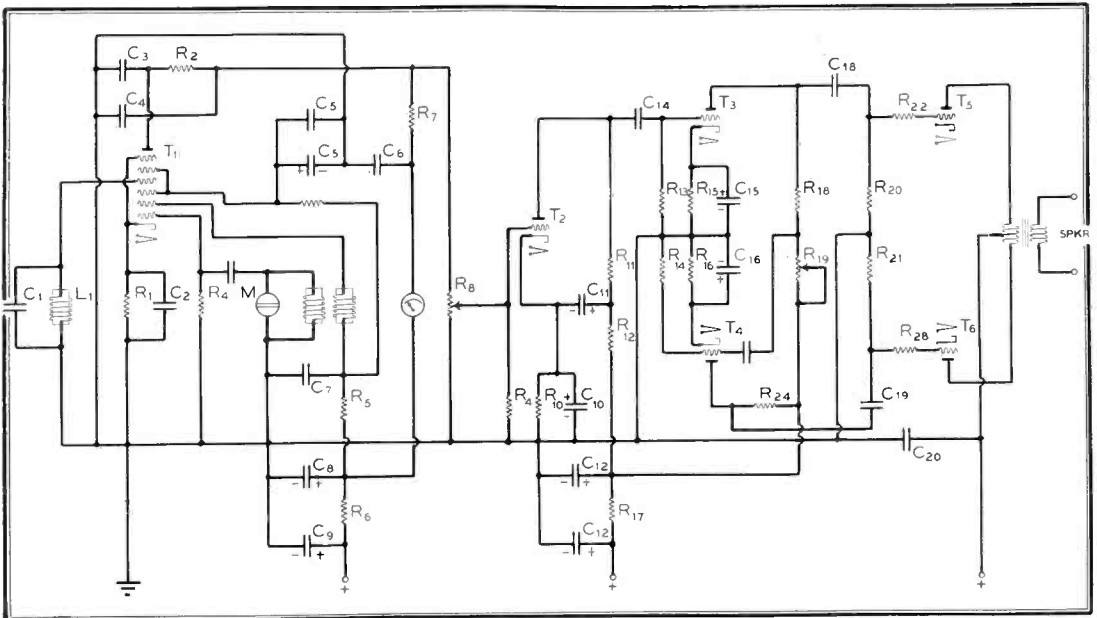 C3 R2
C4
C5
C5 + -
C6
R7
T1
C1
L1
R1
C2
R4
M
C7
R5
C8
- +
R6
C9
- +
+
R8
T2
R4
R10
C10
+ -
C11
- +
R11
R12
C12
- +
R17
C12
- +
+
C14
T3
R13
R15
C15
+ -
R14
R16
C16
- +
T4
R18
R19
R24
C18
R20
R21
C19
R22
T5
R28
T6
C20
SPKR
+